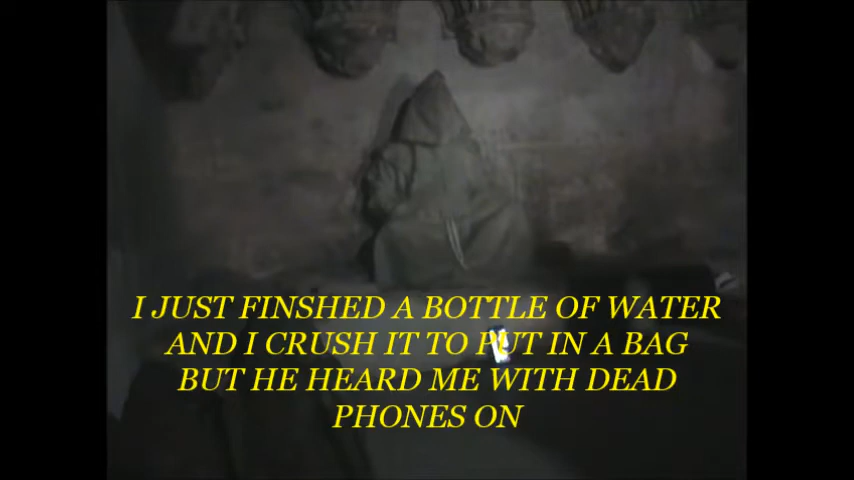 I JUST FINSHED A BOTTLE OF WATER
AND I CRUSH IT TO PUT IN A BAG
BUT HE HEARD ME WITH DEAD
PHONES ON